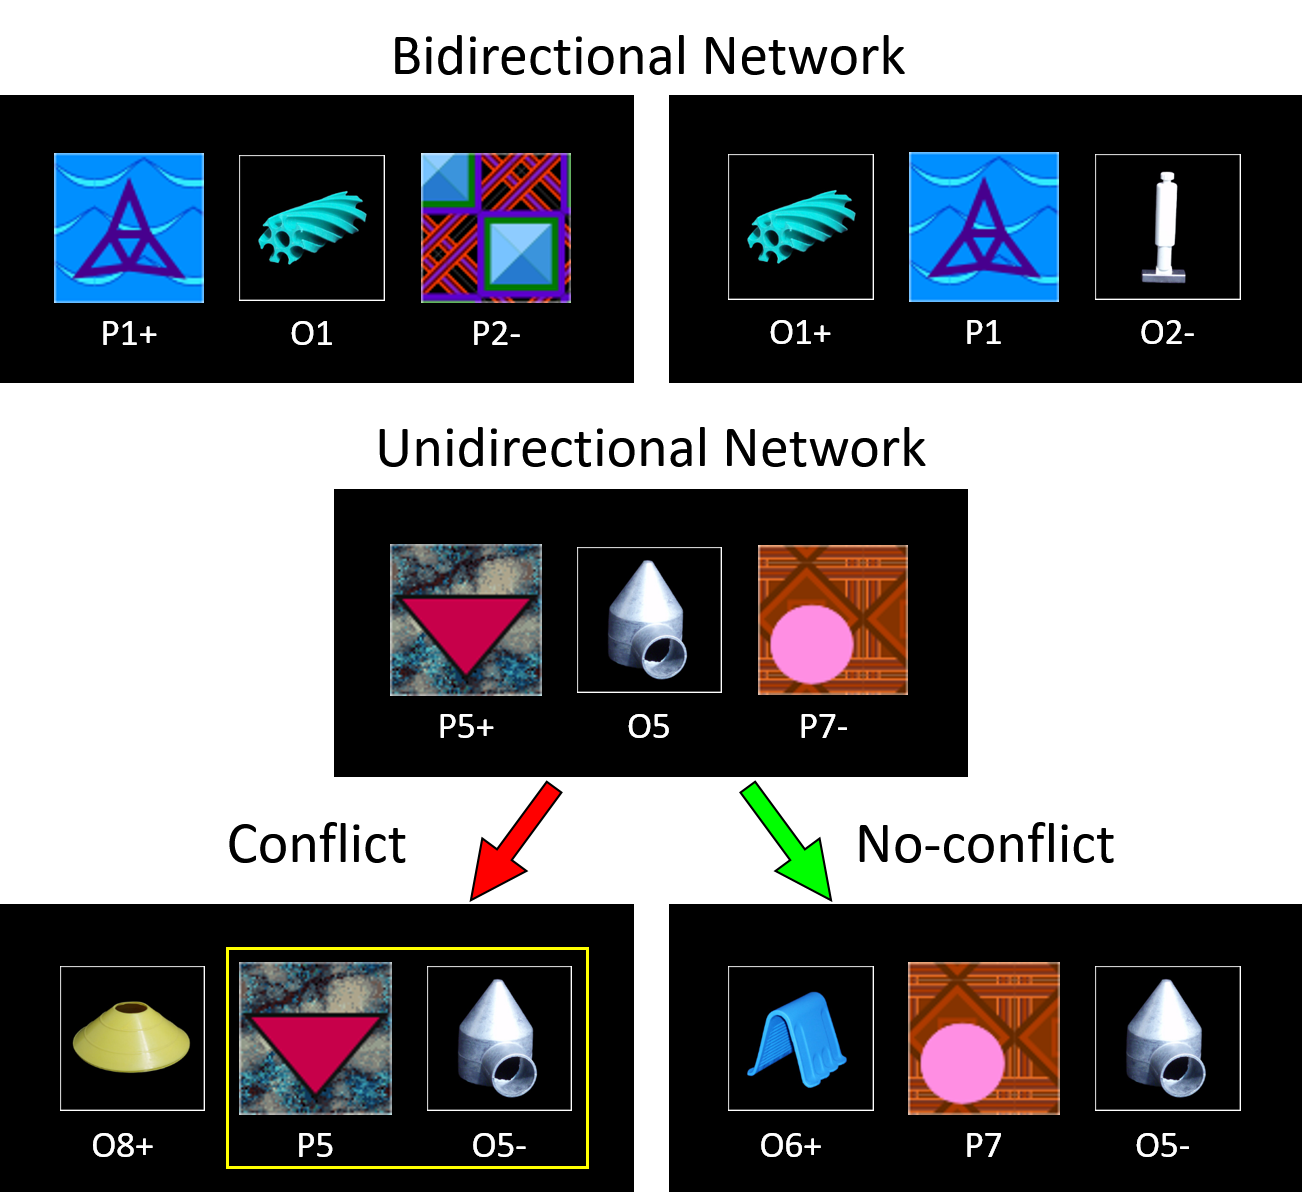 Bidirectional Network
P1+ O1 P2-
O1+ P1 O2-
Unidirectional Network
P5+ O5 P7-
Conflict
No-conflict
O8+ P5 O5-
O6+ P7 O5-